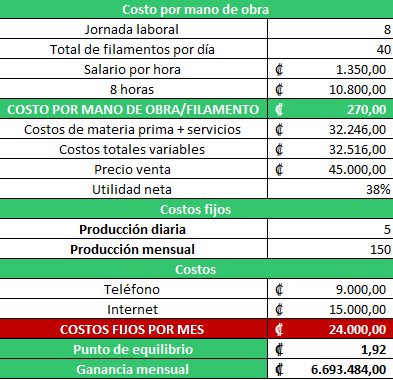 Costo por mano de obra
Jornada laboral 8
Total de filamentos por día 40
Salario por hora ₡ 1.350,00
8 horas ₡ 10.800,00
COSTO POR MANO DE OBRA/FILAMENTO ₡ 270,00
Costos de materia prima + servicios ₡ 32.246,00
Costos totales variables ₡ 32.516,00
Precio venta ₡ 45.000,00
Utilidad neta 38%
Costos fijos
Producción diaria 5
Producción mensual 150
Costos
Teléfono ₡ 9.000,00
Internet ₡ 15.000,00
COSTOS FIJOS POR MES ₡ 24.000,00
Punto de equilibrio ₡ 1,92
Ganancia mensual ₡ 6.693.484,00